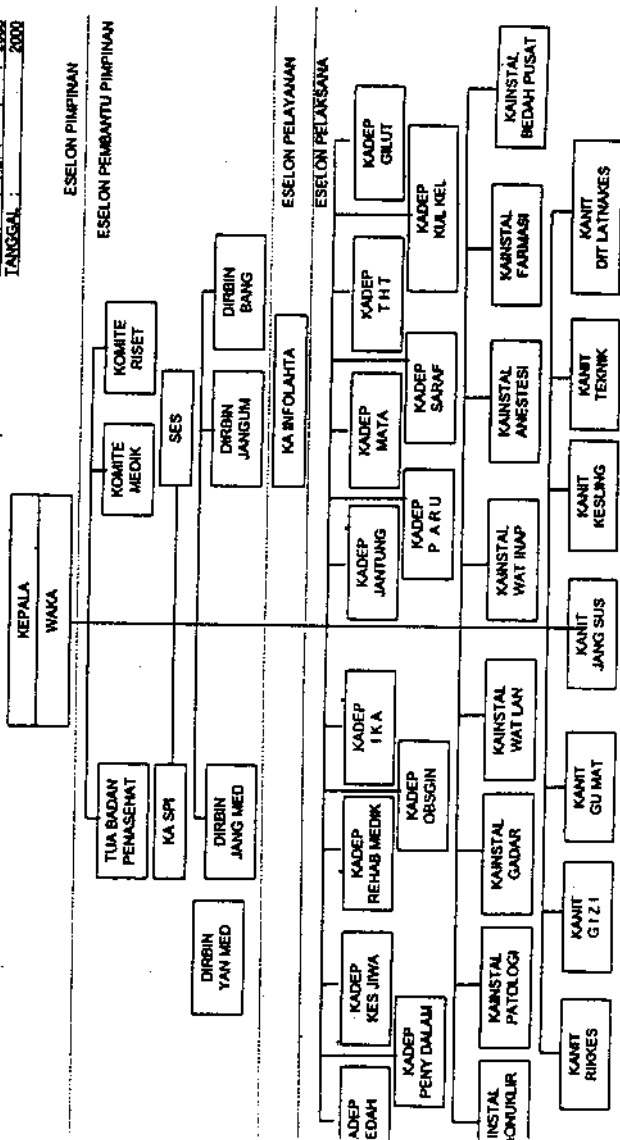 2000
TANGGAL :
ESELON PIMPINAN
ESELON PEMBANTU PIMPINAN
ESELON PELAYANAN
ESELON PELAKSANA
KEPALA
WAKA
TUA BADAN
PENASEHAT
KOMITE
MEDIK
KOMITE
RISET
KA SPI
SES
DIRBIN
YAN MED
DIRBIN
JANG MED
DIRBIN
JANGUM
DIRBIN
BANG
KA INFOLAHTA
ADEP
EDAH
KADEP
KES JIWA
KADEP
REHAB MEDIK
KADEP
I K A
KADEP
JANTUNG
KADEP
MATA
KADEP
T H T
KADEP
GILUT
KADEP
PENY DALAM
KADEP
OBSGIN
KADEP
P A R U
KADEP
SARAF
KADEP
KUL KEL
INSTAL
ONUKLIR
KAINSTAL
PATOLOGI
KAINSTAL
GADAR
KAINSTAL
WAT LAN
KAINSTAL
WAT INAP
KAINSTAL
ANESTESI
KAINSTAL
FARMASI
KAINSTAL
BEDAH PUSAT
KANIT
RIKKES
KANIT
G I Z I
KANIT
GU MAT
KANIT
JANG SUS
KANIT
KESLING
KANIT
TEKNIK
KANIT
DIT LATNAKES